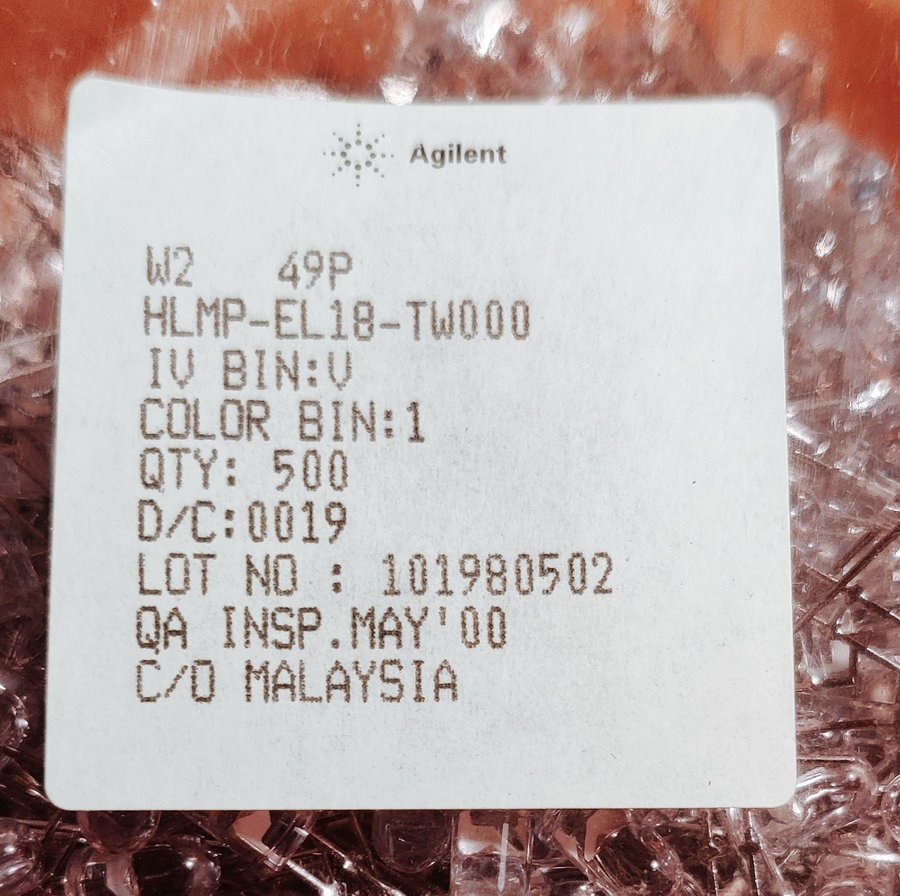 Agilent
W2 49P
HLMP-EL18-TW000
IV BIN:V
COLOR BIN:1
QTY: 500
D/C:0019
LOT NO : 101980502
QA INSP.MAY'00
C/O MALAYSIA